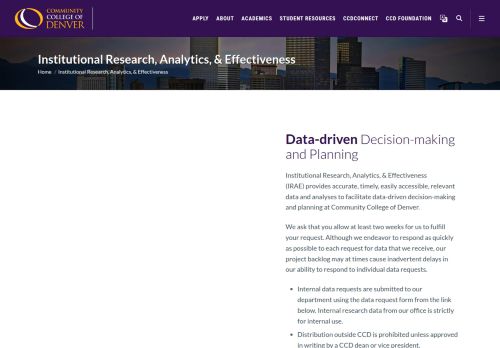 COMMUNITY
COLLEGE OF
DENVER
APPLY ABOUT ACADEMICS STUDENT RESOURCES CCDCONNECT CCD FOUNDATION
Institutional Research, Analytics, & Effectiveness
Home / Institutional Research, Analytics, & Effectiveness
Data-driven Decision-making
and Planning
Institutional Research, Analytics, & Effectiveness
(IRAE) provides accurate, timely, easily accessible, relevant
data and analyses to facilitate data-driven decision-making
and planning at Community College of Denver.
We ask that you allow at least two weeks for us to fulfill
your request. Although we endeavor to respond as quickly
as possible to each request for data that we receive, our
project backlog may at times cause inadvertent delays in
our ability to respond to individual data requests.
• Internal data requests are submitted to our
department using the data request form from the link
below. Internal research data from our office is strictly
for internal use.
• Distribution outside CCD is prohibited unless approved
in writing by a CCD dean or vice president.